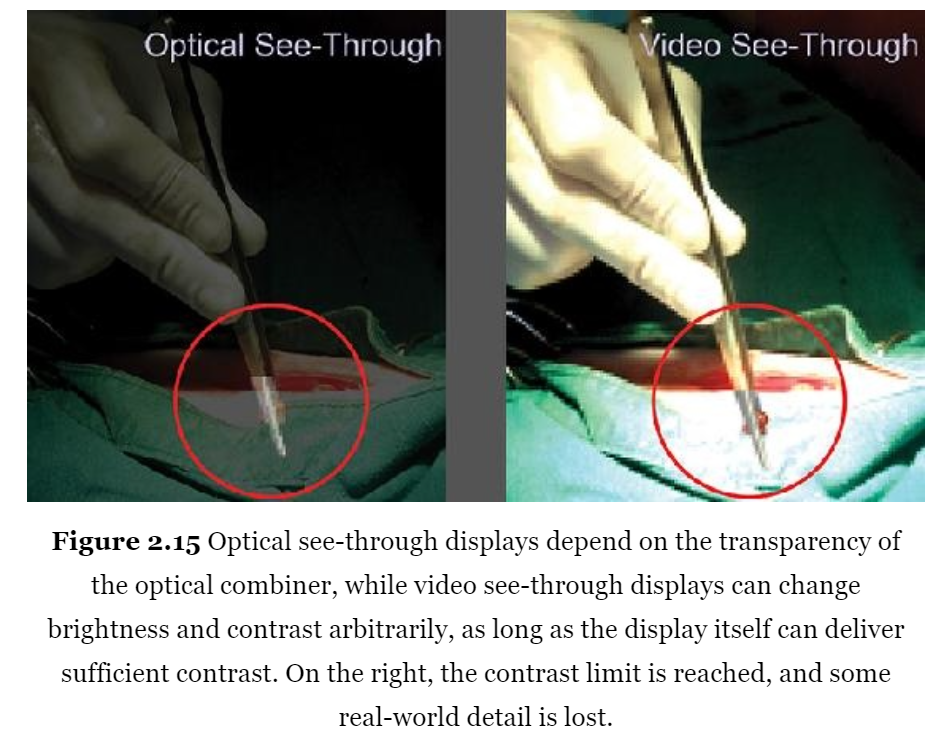 Optical See-Through
Video See-Through
Figure 2.15 Optical see-through displays depend on the transparency of
the optical combiner, while video see-through displays can change
brightness and contrast arbitrarily, as long as the display itself can deliver
sufficient contrast. On the right, the contrast limit is reached, and some
real-world detail is lost.